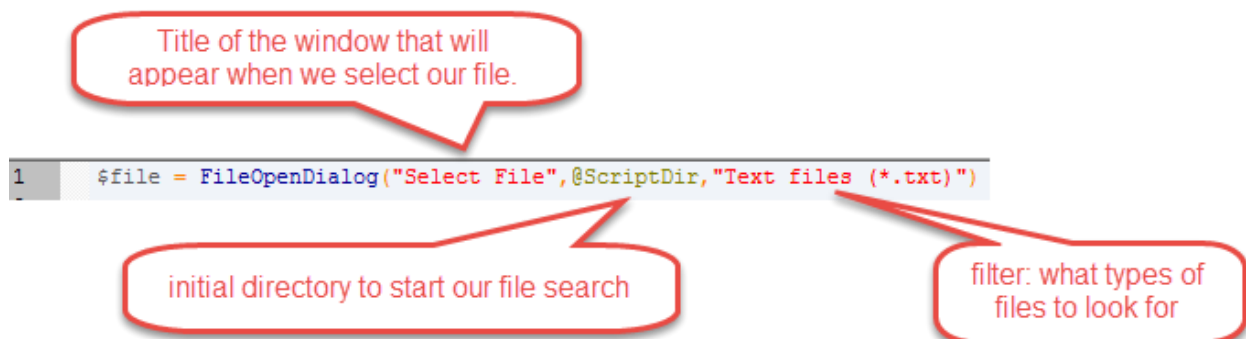 Title of the window that will
appear when we select our file.
1 $file = FileOpenDialog("Select File",@ScriptDir,"Text files (*.txt)")
initial directory to start our file search
filter: what types of
files to look for